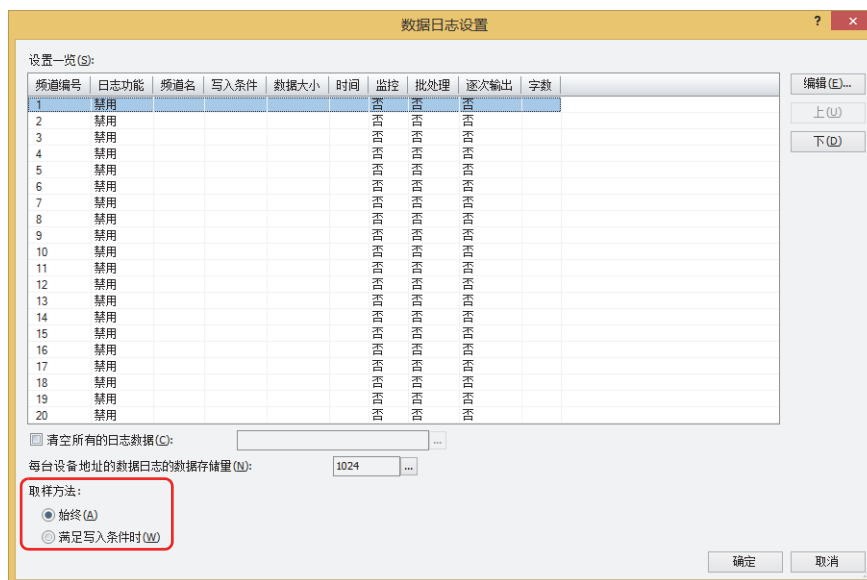 数据日志设置
? ×
设置一览(S):
频道编号 日志功能 频道名 写入条件 数据大小 时间 监控 批处理 逐次输出 字数
1 禁用 否 否 否
2 禁用 否 否 否
3 禁用 否 否 否
4 禁用 否 否 否
5 禁用 否 否 否
6 禁用 否 否 否
7 禁用 否 否 否
8 禁用 否 否 否
9 禁用 否 否 否
10 禁用 否 否 否
11 禁用 否 否 否
12 禁用 否 否 否
13 禁用 否 否 否
14 禁用 否 否 否
15 禁用 否 否 否
16 禁用 否 否 否
17 禁用 否 否 否
18 禁用 否 否 否
19 禁用 否 否 否
20 禁用 否 否 否
编辑(E)...
上(U)
下(D)
清空所有的日志数据(C): ...
每台设备地址的数据日志的数据存储量(N): 1024 ...
取样方法:
始终(A)
满足写入条件时(W)
确定 取消